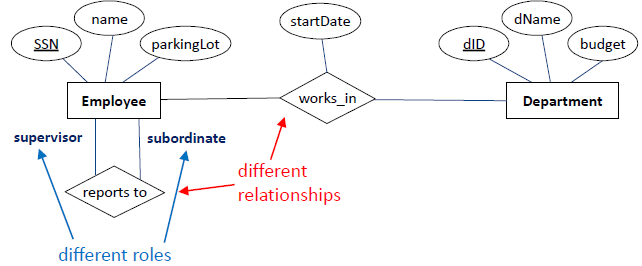 name
startDate
dName
SSN
parkingLot
dID
budget
Employee
works_in
Department
supervisor
subordinate
different
relationships
reports to
different roles